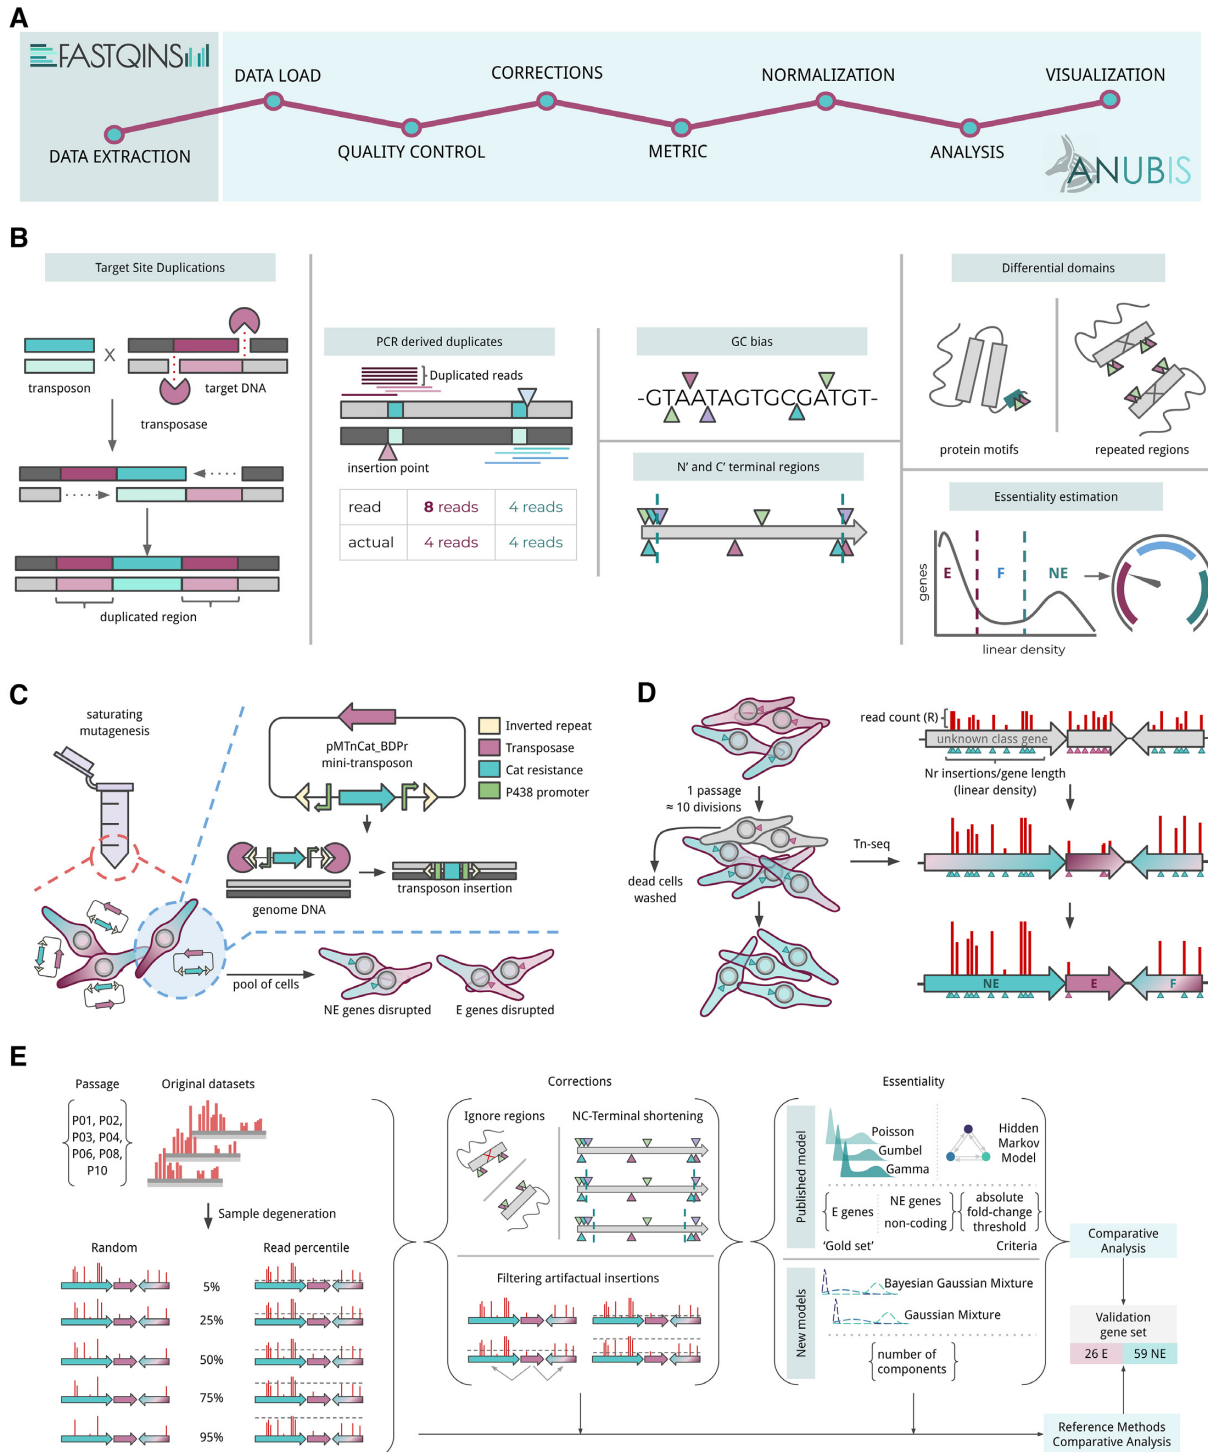 A
FASTQINS
DATA LOAD
CORRECTIONS
NORMALIZATION
VISUALIZATION
DATA EXTRACTION
QUALITY CONTROL
METRIC
ANALYSIS
ANUBIS
B
Target Site Duplications
transposon
X
target DNA
transposase
duplicated region
PCR derived duplicates
Duplicated reads
insertion point
read 8 reads 4 reads
actual 4 reads 4 reads
GC bias
-GTAATAGTGCGATGT-
N' and C' terminal regions
Differential domains
protein motifs
repeated regions
Essentiality estimation
genes
E F NE
linear density
C
saturating
mutagenesis
pMTnCat_BDPr
mini-transposon
Inverted repeat
Transposase
Cat resistance
P438 promoter
genome DNA
transposon insertion
pool of cells
NE genes disrupted
E genes disrupted
D
1 passage
≈ 10 divisions
dead cells
washed
Tn-seq
read count (R)
unknown class gene
Nr insertions/gene length
(linear density)
NE E F
E
Passage
P01, P02,
P03, P04,
P06, P08,
P10
Original datasets
Sample degeneration
Random
Read percentile
5%
25%
50%
75%
95%
Corrections
Ignore regions
NC-Terminal shortening
Filtering artifactual insertions
Essentiality
Published model
Poisson
Gumbel
Gamma
Hidden
Markov
Model
E genes
NE genes
non-coding
absolute
fold-change
threshold
'Gold set'
Criteria
New models
Bayesian Gaussian Mixture
Gaussian Mixture
number of
components
Comparative
Analysis
Validation
gene set
26 E 59 NE
Reference Methods
Comparative Analysis